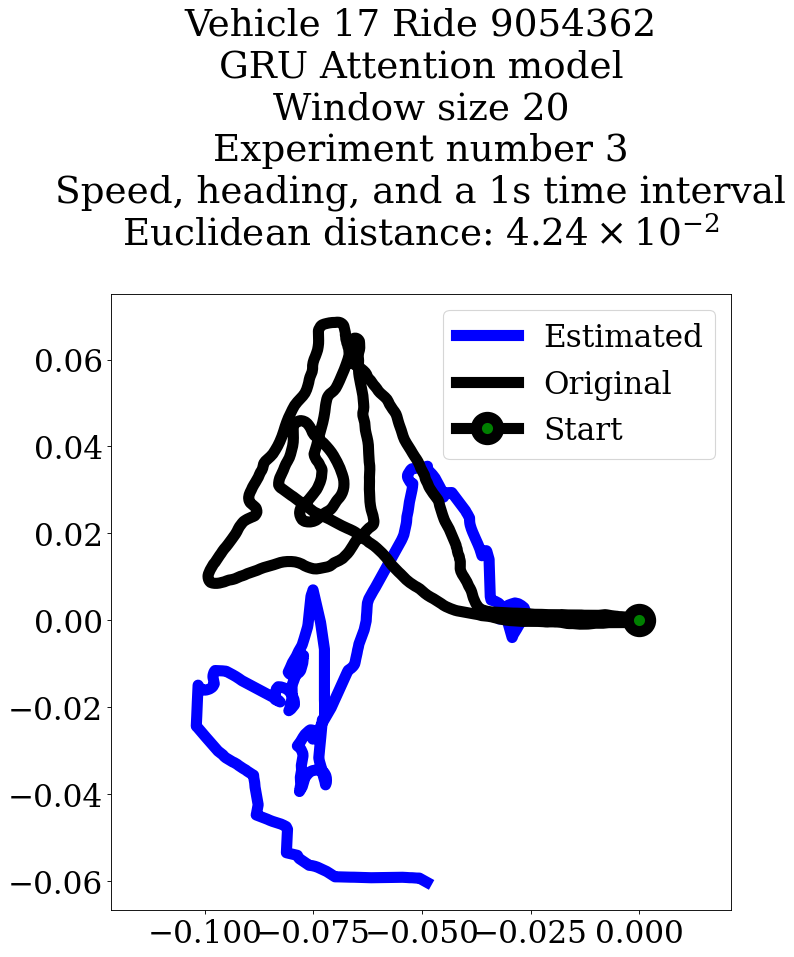 Vehicle 17 Ride 9054362
GRU Attention model
Window size 20
Experiment number 3
Speed, heading, and a 1s time interval
Euclidean distance: 4.24 × 10⁻²
Estimated
Original
Start
0.06
0.04
0.02
0.00
−0.02
−0.04
−0.06
−0.100
−0.075
−0.050
−0.025
0.000